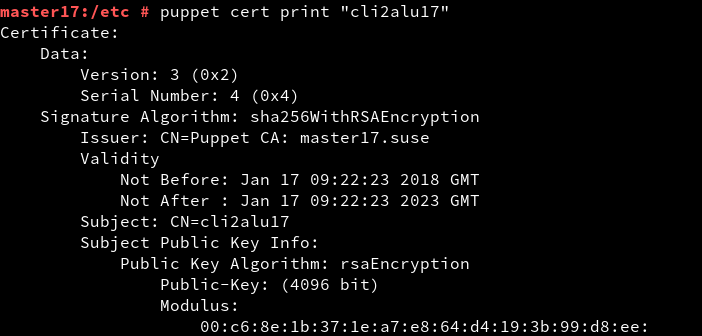 master17:/etc # puppet cert print "cli2alu17"
Certificate:
    Data:
        Version: 3 (0x2)
        Serial Number: 4 (0x4)
    Signature Algorithm: sha256WithRSAEncryption
        Issuer: CN=Puppet CA: master17.suse
        Validity
            Not Before: Jan 17 09:22:23 2018 GMT
            Not After : Jan 17 09:22:23 2023 GMT
        Subject: CN=cli2alu17
        Subject Public Key Info:
            Public Key Algorithm: rsaEncryption
                Public-Key: (4096 bit)
                Modulus:
                    00:c6:8e:1b:37:1e:a7:e8:64:d4:19:3b:99:d8:ee: